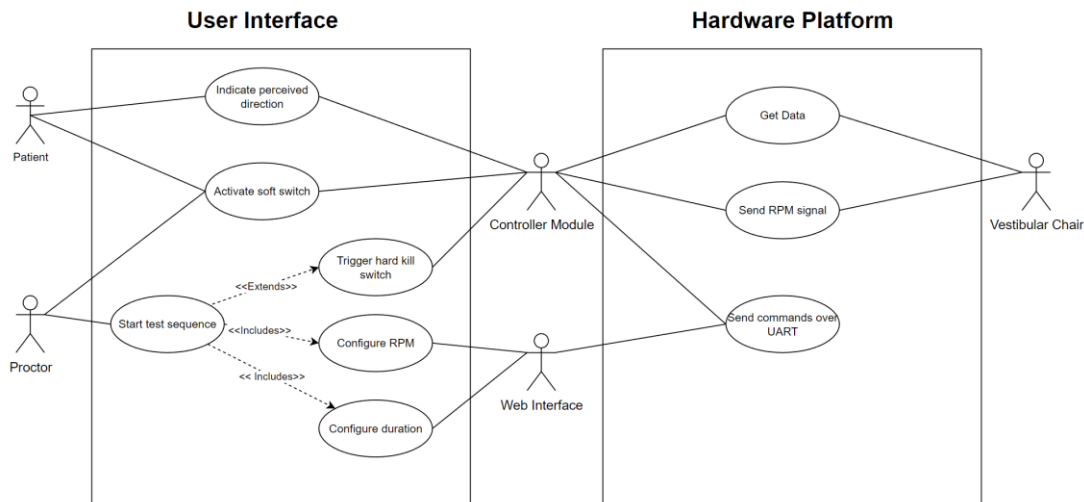 User Interface
Hardware Platform
Indicate perceived
direction
Get Data
Patient
Activate soft switch
Send RPM signal
Controller Module
Vestibular Chair
Trigger hard kill
switch
<<Extends>>
Start test sequence
<<Includes>>
Configure RPM
Send commands over
UART
Proctor
<< Includes>>
Web Interface
Configure duration